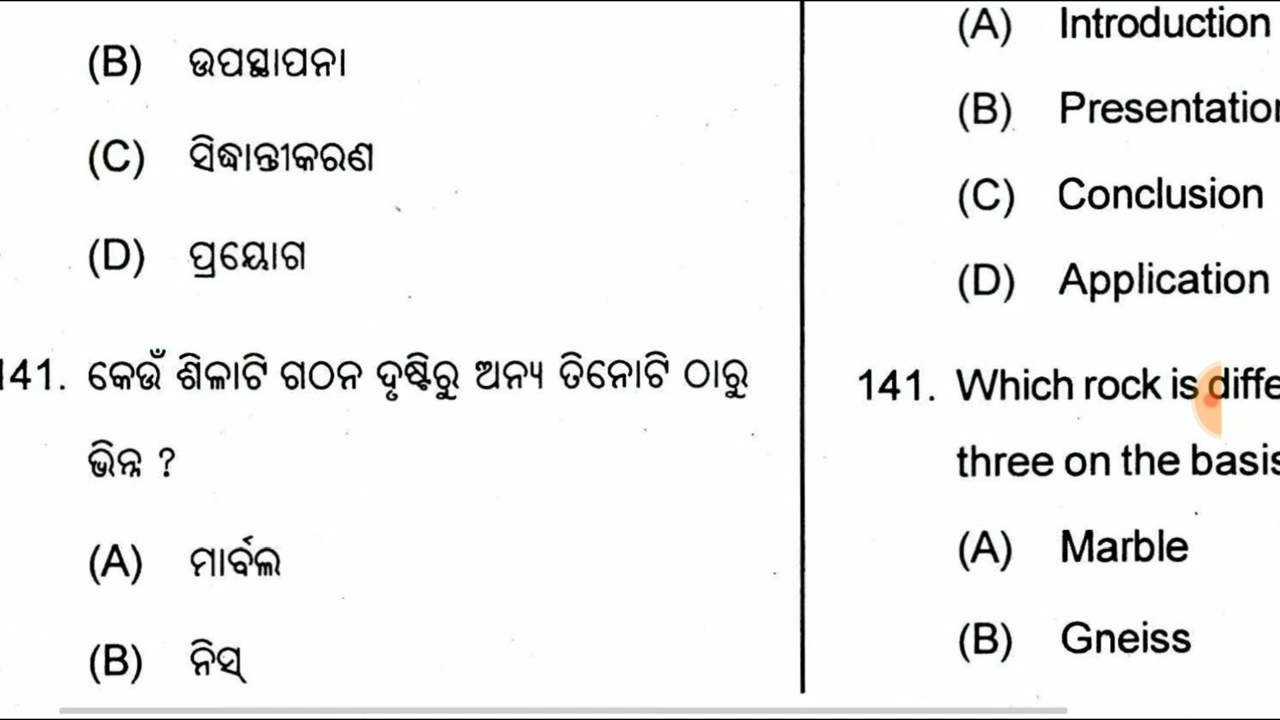 (B) ଉପସ୍ଥାପନା
(C) ସିଦ୍ଧାନ୍ତୀକରଣ
(D) ପ୍ରୟୋଗ
141. କେଉଁ ଶିଳାଟି ଗଠନ ଦୃଷ୍ଟିରୁ ଅନ୍ୟ ତିନୋଟି ଠାରୁ
ଭିନ୍ନ ?
(A) ମାର୍ବଲ
(B) ନିସ୍
(A) Introduction
(B) Presentation
(C) Conclusion
(D) Application
141. Which rock is diffe
three on the basis
(A) Marble
(B) Gneiss